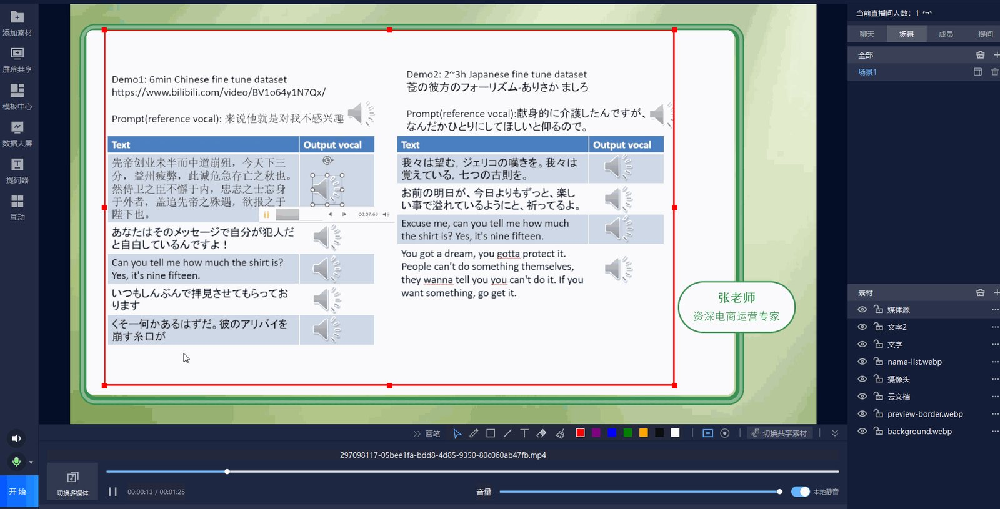 添加素材
屏幕共享
模板中心
数据大屏
提词器
互动
开始
Demo1: 6min Chinese fine tune dataset
https://www.bilibili.com/video/BV1o64y1N7Qx/
Prompt(reference vocal): 来说他就是对我不感兴趣
Text Output vocal
先帝创业未半而中道崩殂，今天下三
分，益州疲弊，此诚危急存亡之秋也。
然侍卫之臣不懈于内，忠志之士忘身
于外者，盖追先帝之殊遇，欲报之于
陛下也。
00:07.63
あなたはそのメッセージで自分が犯人だ
と自白しているんですよ！
Can you tell me how much the shirt is?
Yes, it's nine fifteen.
いつもしんぶんで拝見させてもらってお
ります
くそ一何かあるはずだ。彼のアリバイを
崩す糸口が
Demo2: 2~3h Japanese fine tune dataset
苍の彼方のフォーリズム-ありさか ましろ
Prompt(reference vocal):献身的に介護したんですが、
なんだかひとりにしてほしいと仰るので。
Text Output vocal
我々は望む，ジェリコの嘆きを。我々は
覚えている，七つの古則を。
お前の明日が、今日よりもずっと、楽し
い事で溢れているようにと、祈ってるよ。
Excuse me, can you tell me how much
the shirt is? Yes, it's nine fifteen.
You got a dream, you gotta protect it.
People can't do something themselves,
they wanna tell you you can't do it. If you
want something, go get it.
张老师
资深电商运营专家
画笔
切换共享素材
297098117-05bee1fa-bdd8-4d85-9350-80c060ab47fb.mp4
切换多媒体
00:00:13 / 00:01:25
音量
本地静音
当前直播间人数：1
聊天 场景 成员 提问
全部
场景1
素材
媒体源
文字2
文字
name-list.webp
摄像头
云文档
preview-border.webp
background.webp